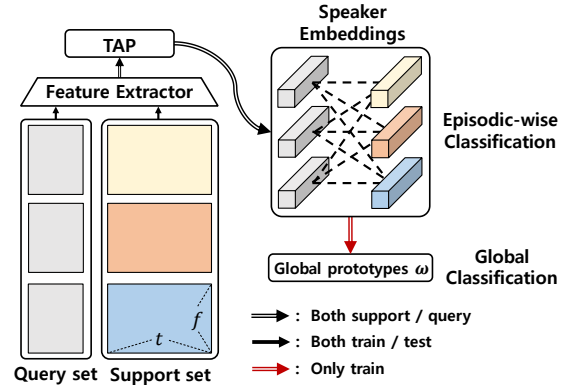 Speaker
Embeddings
TAP
Feature Extractor
Episodic-wise
Classification
Global prototypes ω
Global
Classification
f
t
: Both support / query
: Both train / test
: Only train
Query set
Support set